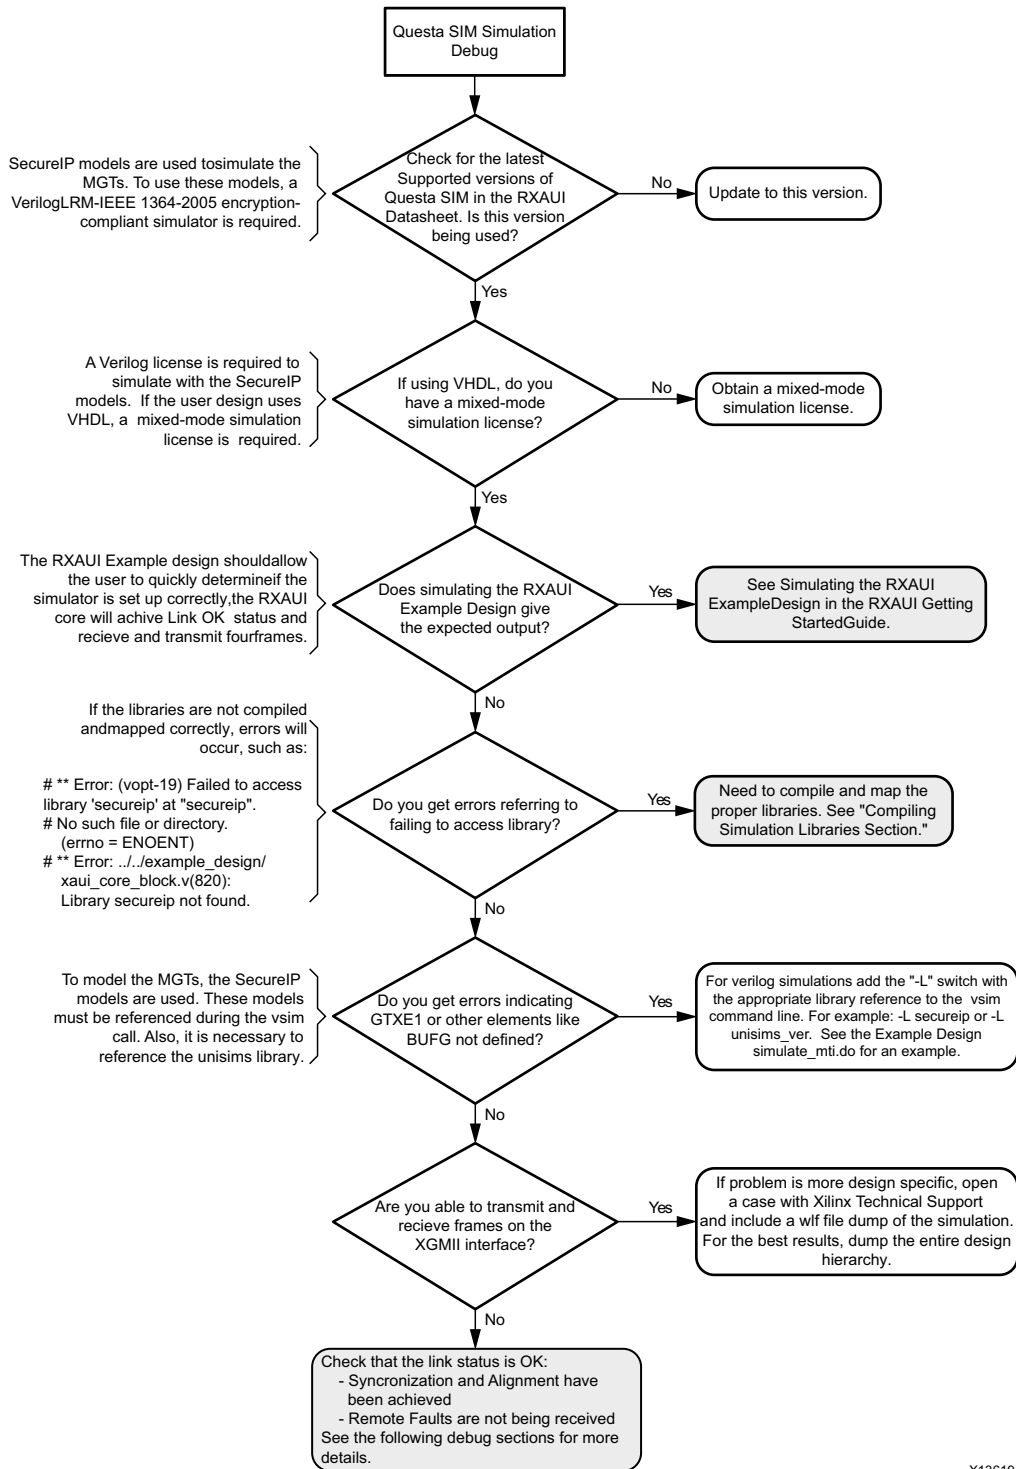 Questa SIM Simulation
Debug
SecureIP models are used tosimulate the
MGTs. To use these models, a
VerilogLRM-IEEE 1364-2005 encryption-
compliant simulator is required.
Check for the latest
Supported versions of
Questa SIM in the RXAUI
Datasheet. Is this version
being used?
No
Update to this version.
Yes
A Verilog license is required to
simulate with the SecureIP
models. If the user design uses
VHDL, a mixed-mode simulation
license is required.
If using VHDL, do you
have a mixed-mode
simulation license?
No
Obtain a mixed-mode
simulation license.
Yes
The RXAUI Example design shouldallow
the user to quickly determineif the
simulator is set up correctly,the RXAUI
core will achive Link OK status and
recieve and transmit fourframes.
Does simulating the RXAUI
Example Design give
the expected output?
Yes
See Simulating the RXAUI
ExampleDesign in the RXAUI Getting
StartedGuide.
No
If the libraries are not compiled
andmapped correctly, errors will
occur, such as:
# ** Error: (vopt-19) Failed to access
library 'secureip' at "secureip".
# No such file or directory.
(errno = ENOENT)
# ** Error: ../../example_design/
xaui_core_block.v(820):
Library secureip not found.
Do you get errors referring to
failing to access library?
Yes
Need to compile and map the
proper libraries. See "Compiling
Simulation Libraries Section."
No
To model the MGTs, the SecureIP
models are used. These models
must be referenced during the vsim
call. Also, it is necessary to
reference the unisims library.
Do you get errors indicating
GTXE1 or other elements like
BUFG not defined?
Yes
For verilog simulations add the "-L" switch with
the appropriate library reference to the vsim
command line. For example: -L secureip or -L
unisims_ver. See the Example Design
simulate_mti.do for an example.
No
Are you able to transmit and
recieve frames on the
XGMII interface?
Yes
If problem is more design specific, open
a case with Xilinx Technical Support
and include a wlf file dump of the simulation.
For the best results, dump the entire design
hierarchy.
No
Check that the link status is OK:
- Syncronization and Alignment have
been achieved
- Remote Faults are not being received
See the following debug sections for more
details.
X13619